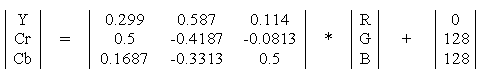 Y 0.299 0.587 0.114 R 0
Cr = 0.5 -0.4187 -0.0813 * G + 128
Cb 0.1687 -0.3313 0.5 B 128